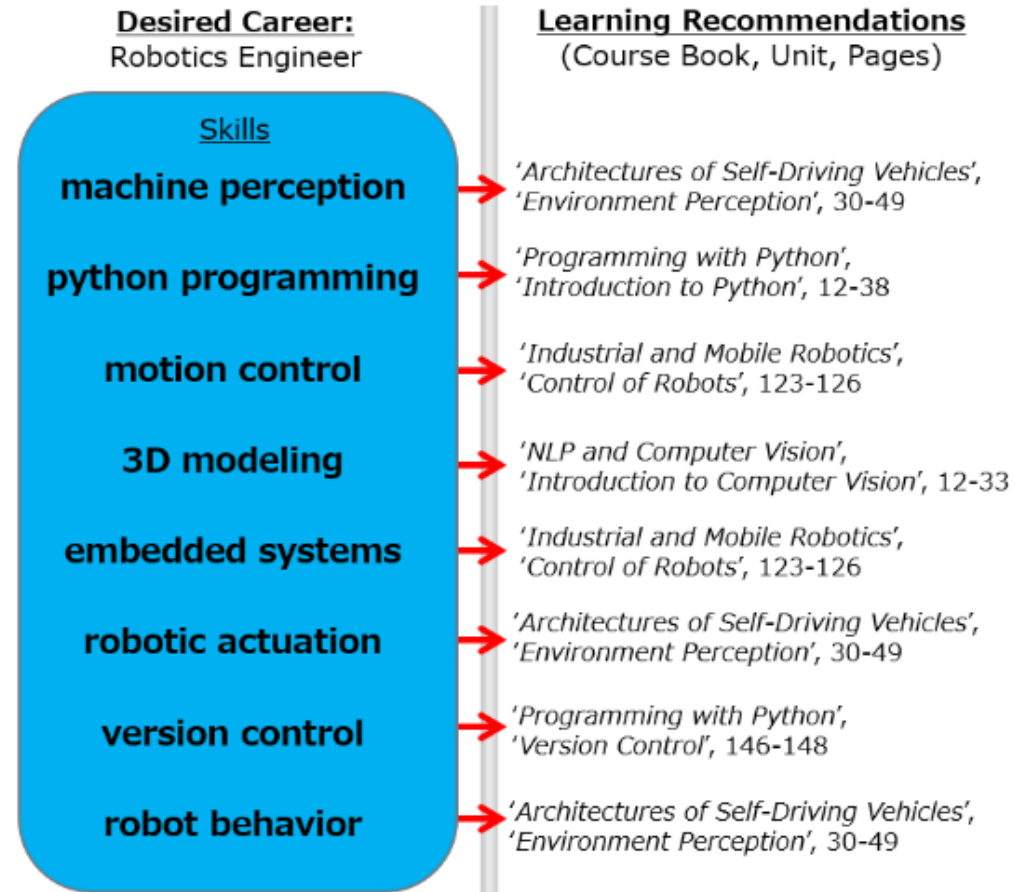 Desired Career:
Robotics Engineer
Learning Recommendations
(Course Book, Unit, Pages)
Skills
machine perception
'Architectures of Self-Driving Vehicles',
'Environment Perception', 30-49
python programming
'Programming with Python',
'Introduction to Python', 12-38
motion control
'Industrial and Mobile Robotics',
'Control of Robots', 123-126
3D modeling
'NLP and Computer Vision',
'Introduction to Computer Vision', 12-33
embedded systems
'Industrial and Mobile Robotics',
'Control of Robots', 123-126
robotic actuation
'Architectures of Self-Driving Vehicles',
'Environment Perception', 30-49
version control
'Programming with Python',
'Version Control', 146-148
robot behavior
'Architectures of Self-Driving Vehicles',
'Environment Perception', 30-49